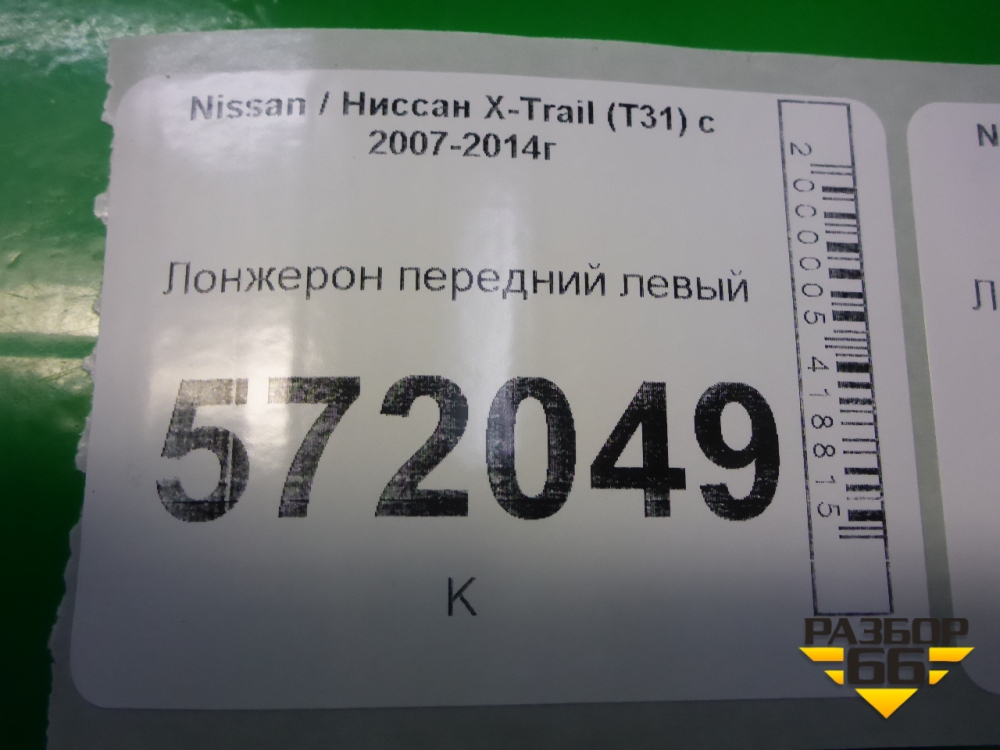 Nissan / Ниссан X-Trail (T31) с
2007-2014г
Лонжерон передний левый
572049
К
2000005418815
N
Л
РАЗБОР
66